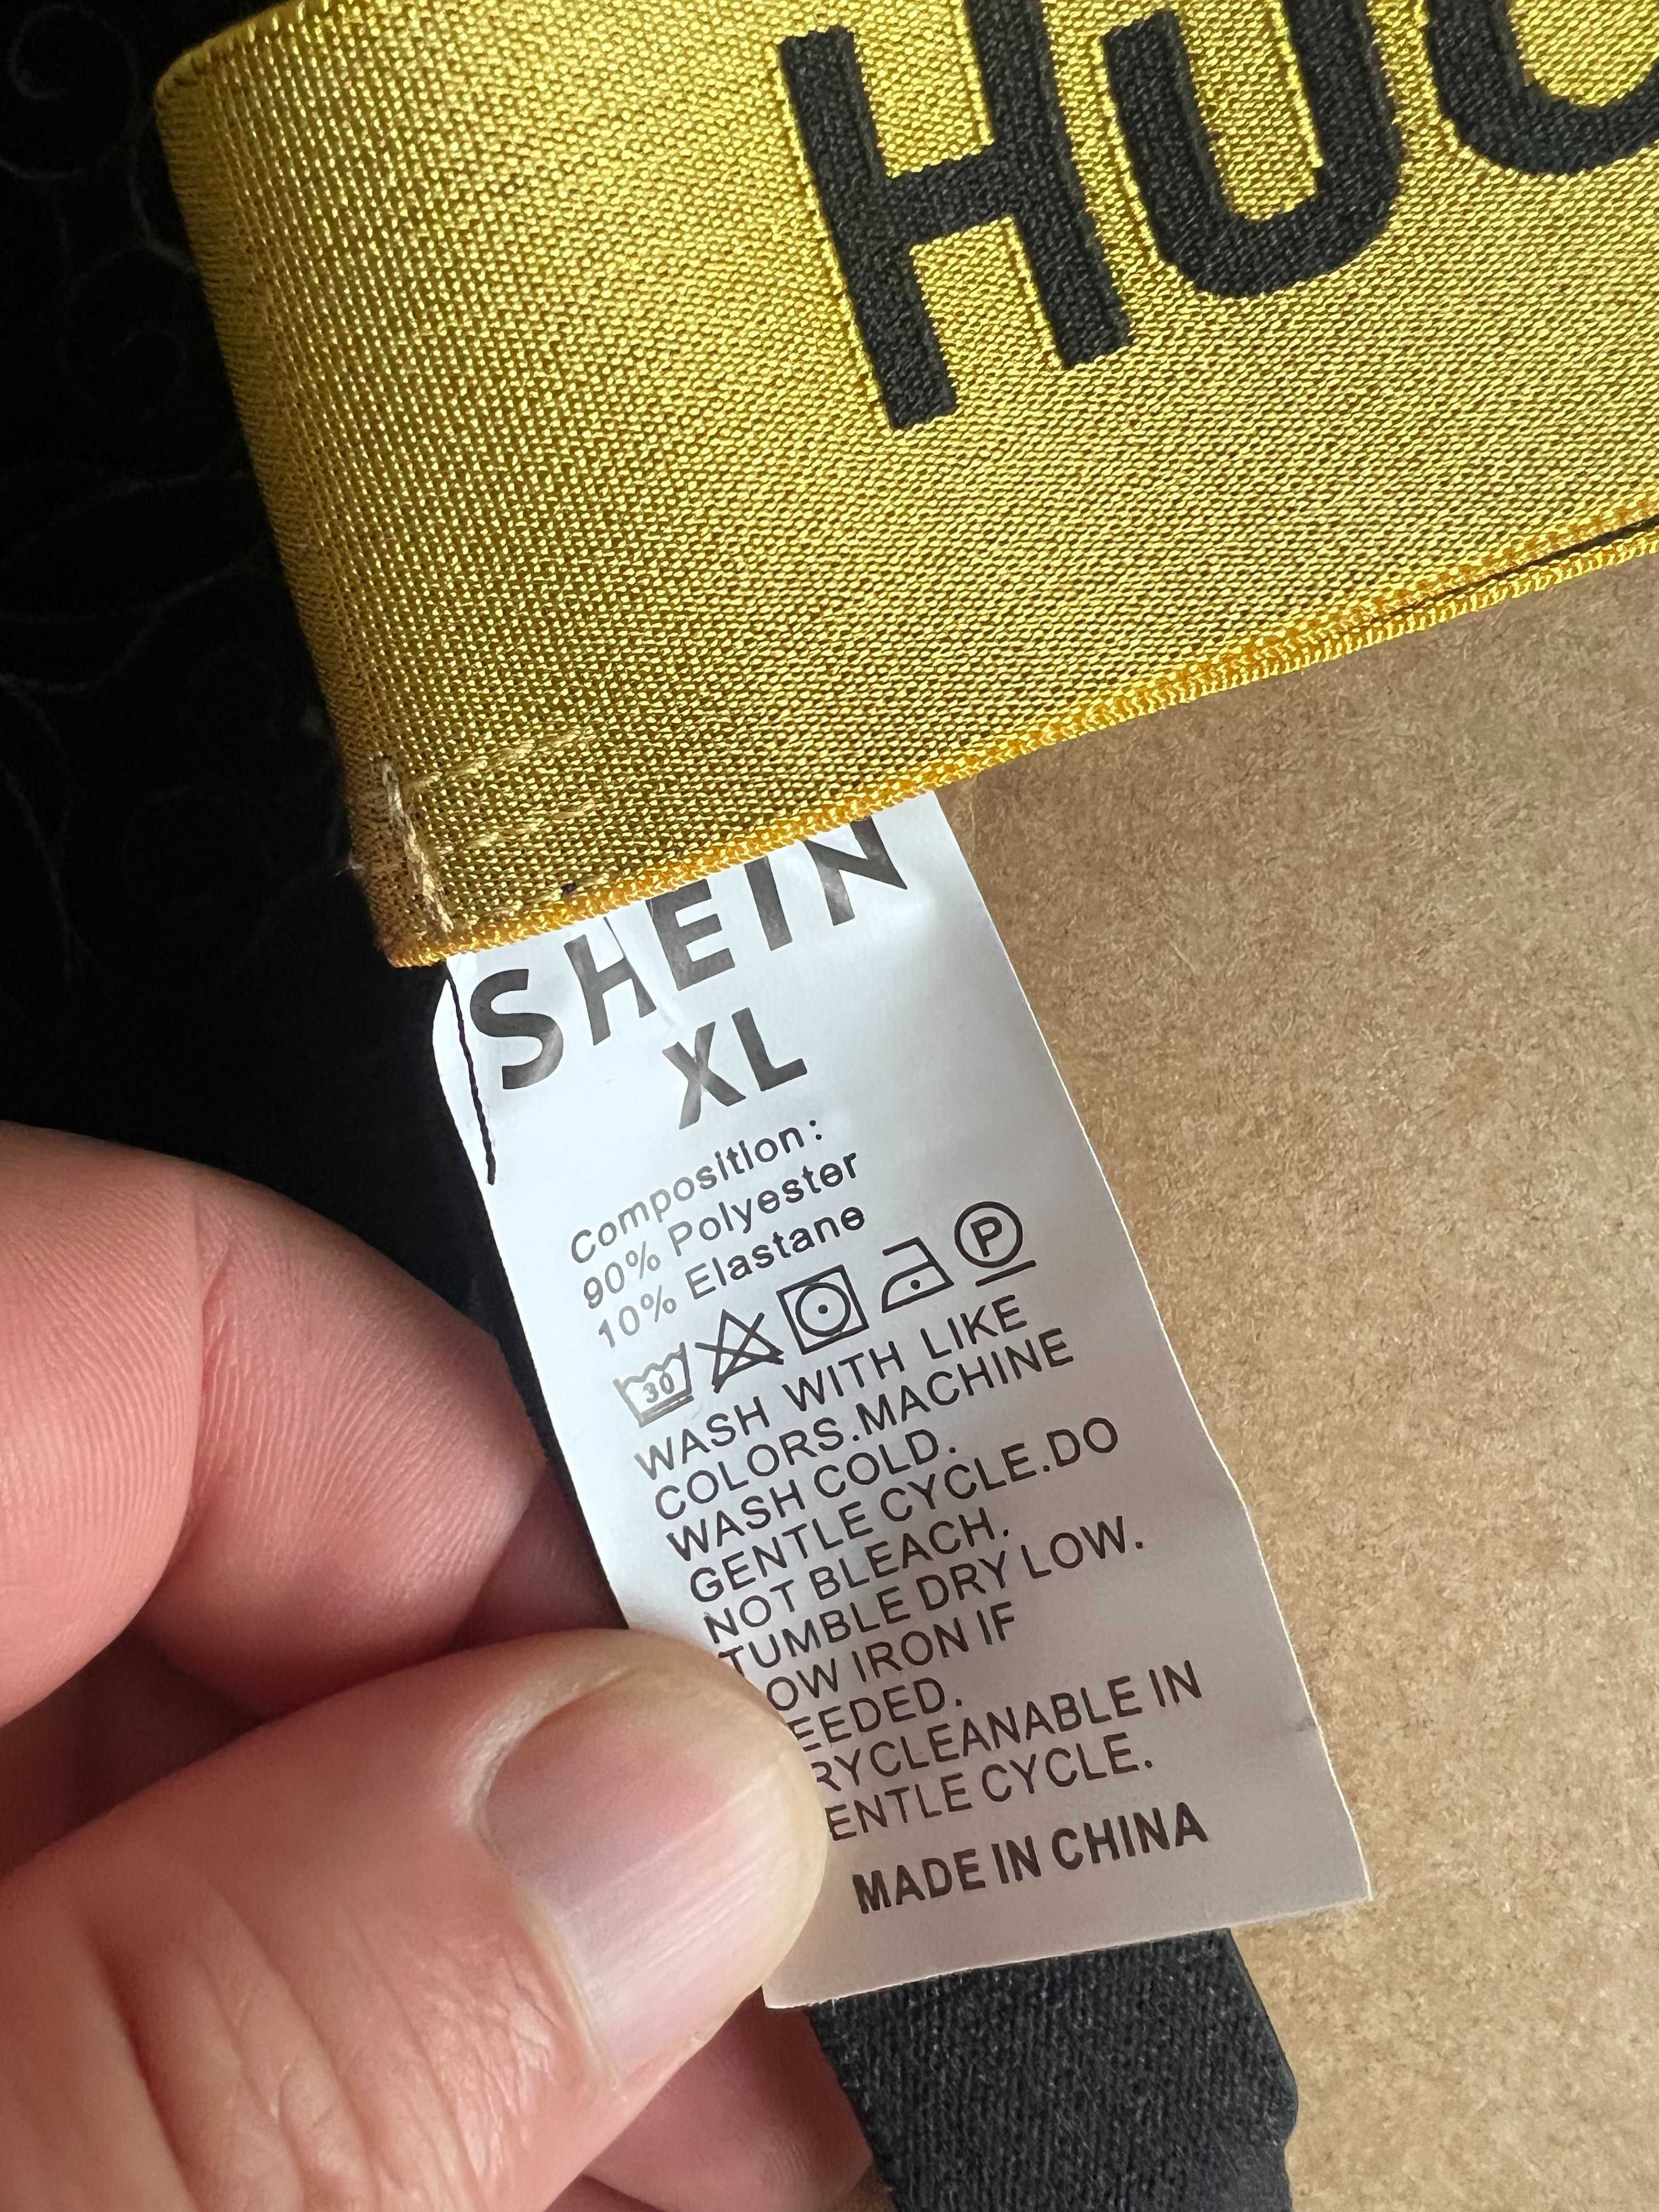 SHEIN
XL
Composition:
90% Polyester
10% Elastane
30 P
WASH WITH LIKE
COLORS.MACHINE
WASH COLD.
GENTLE CYCLE.DO
NOT BLEACH.
TUMBLE DRY LOW.
OW IRON IF
EEDED.
RYCLEANABLE IN
ENTLE CYCLE.
MADE IN CHINA